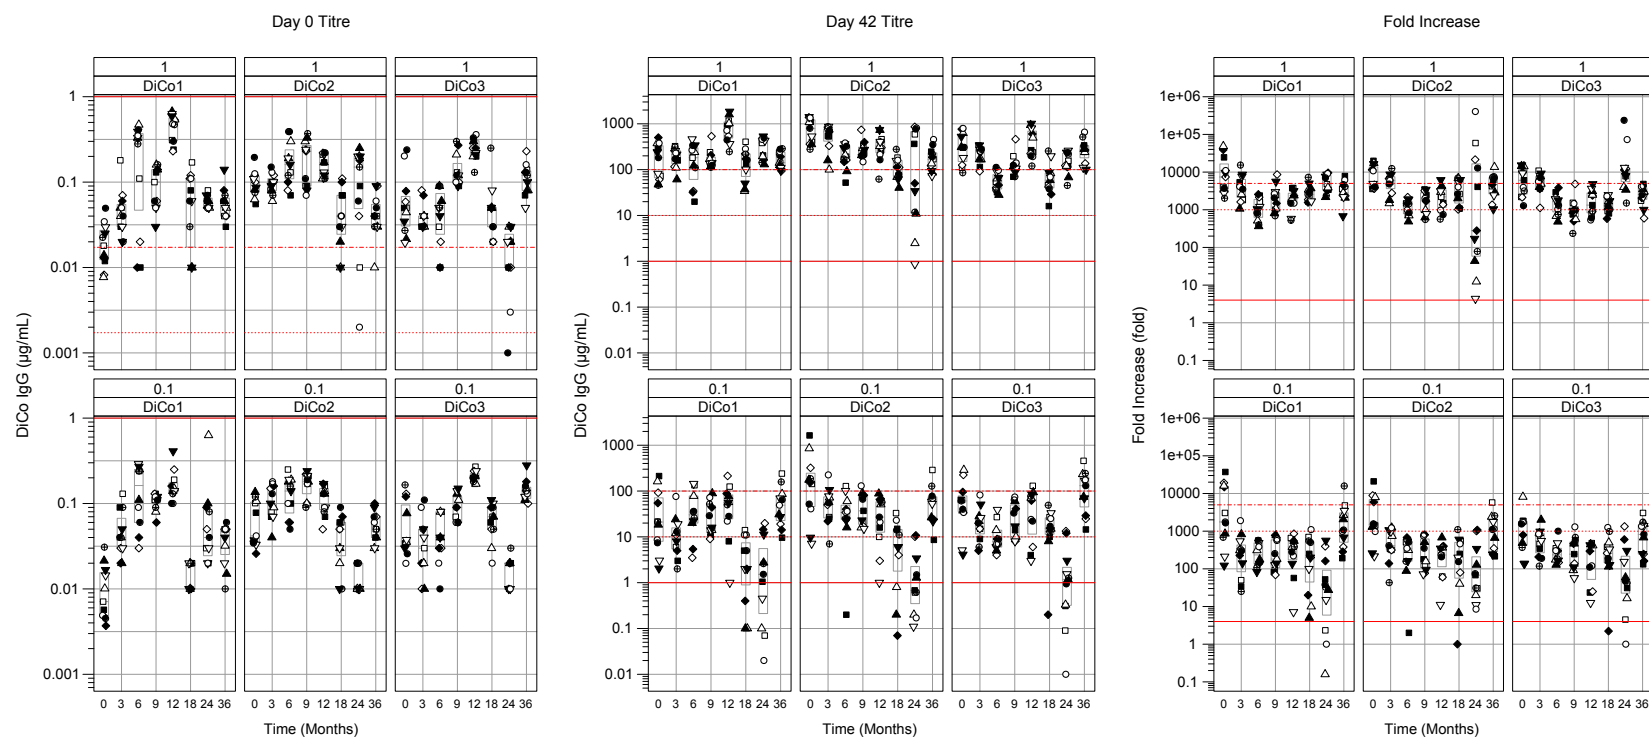 Day 0 Titre
Day 42 Titre
Fold Increase
1 1 1
DiCo1 DiCo2 DiCo3
1
0.1
0.01
0.001
0.1 0.1 0.1
DiCo1 DiCo2 DiCo3
1
0.1
0.01
0.001
DiCo IgG (µg/mL)
0 3 6 9 12 18 24 36 0 3 6 9 12 18 24 36 0 3 6 9 12 18 24 36
Time (Months)
1 1 1
DiCo1 DiCo2 DiCo3
1000
100
10
1
0.1
0.01
0.1 0.1 0.1
DiCo1 DiCo2 DiCo3
1000
100
10
1
0.1
0.01
DiCo IgG (µg/mL)
0 3 6 9 12 18 24 36 0 3 6 9 12 18 24 36 0 3 6 9 12 18 24 36
Time (Months)
1 1 1
DiCo1 DiCo2 DiCo3
1e+06
1e+05
10000
1000
100
10
1
0.1
0.1 0.1 0.1
DiCo1 DiCo2 DiCo3
1e+06
1e+05
10000
1000
100
10
1
0.1
Fold Increase (fold)
0 3 6 9 12 18 24 36 0 3 6 9 12 18 24 36 0 3 6 9 12 18 24 36
Time (Months)